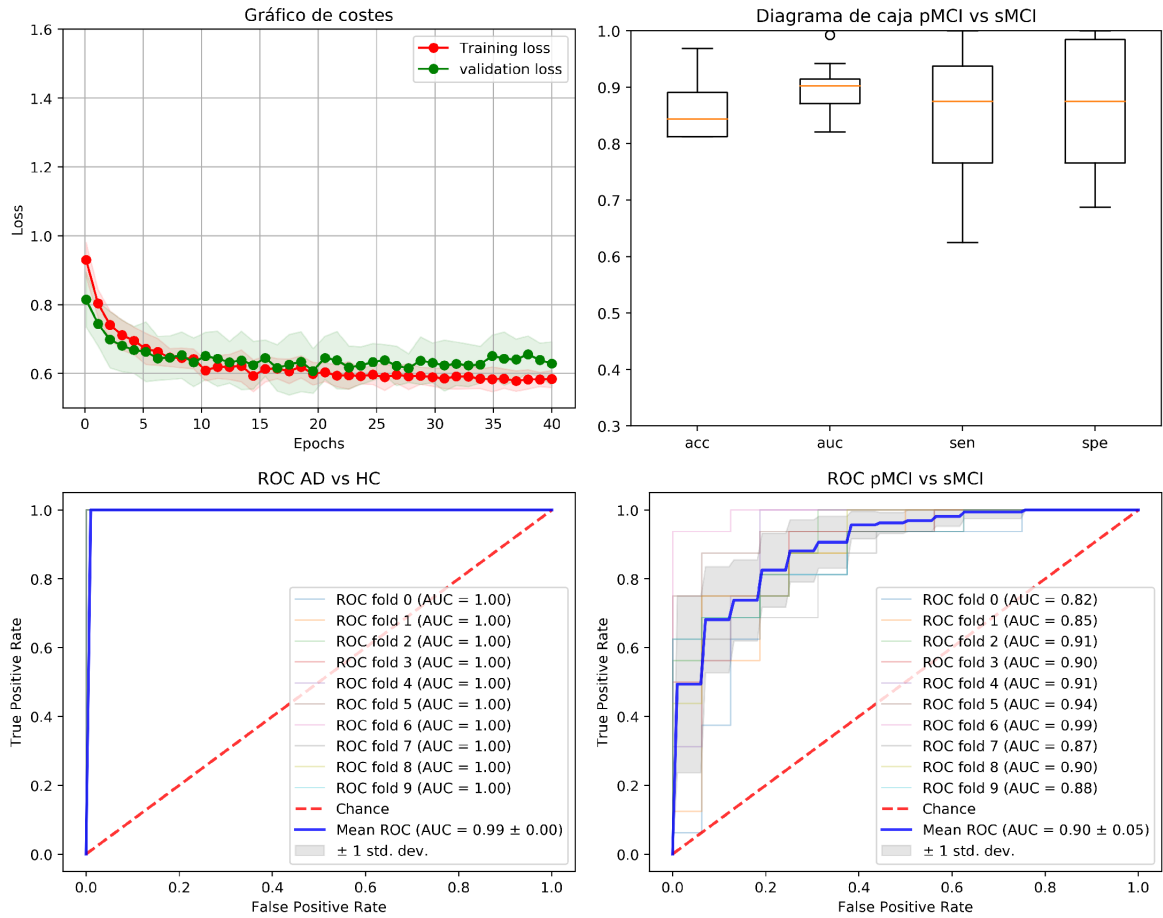 Gráfico de costes
1.6
1.4
1.2
1.0
0.8
0.6
Loss
Training loss
validation loss
0 5 10 15 20 25 30 35 40
Epochs
Diagrama de caja pMCI vs sMCI
1.0
0.9
0.8
0.7
0.6
0.5
0.4
0.3
acc auc sen spe
ROC AD vs HC
1.0
0.8
0.6
0.4
0.2
0.0
True Positive Rate
ROC fold 0 (AUC = 1.00)
ROC fold 1 (AUC = 1.00)
ROC fold 2 (AUC = 1.00)
ROC fold 3 (AUC = 1.00)
ROC fold 4 (AUC = 1.00)
ROC fold 5 (AUC = 1.00)
ROC fold 6 (AUC = 1.00)
ROC fold 7 (AUC = 1.00)
ROC fold 8 (AUC = 1.00)
ROC fold 9 (AUC = 1.00)
Chance
Mean ROC (AUC = 0.99 ± 0.00)
± 1 std. dev.
0.0 0.2 0.4 0.6 0.8 1.0
False Positive Rate
ROC pMCI vs sMCI
1.0
0.8
0.6
0.4
0.2
0.0
True Positive Rate
ROC fold 0 (AUC = 0.82)
ROC fold 1 (AUC = 0.85)
ROC fold 2 (AUC = 0.91)
ROC fold 3 (AUC = 0.90)
ROC fold 4 (AUC = 0.91)
ROC fold 5 (AUC = 0.94)
ROC fold 6 (AUC = 0.99)
ROC fold 7 (AUC = 0.87)
ROC fold 8 (AUC = 0.90)
ROC fold 9 (AUC = 0.88)
Chance
Mean ROC (AUC = 0.90 ± 0.05)
± 1 std. dev.
0.0 0.2 0.4 0.6 0.8 1.0
False Positive Rate